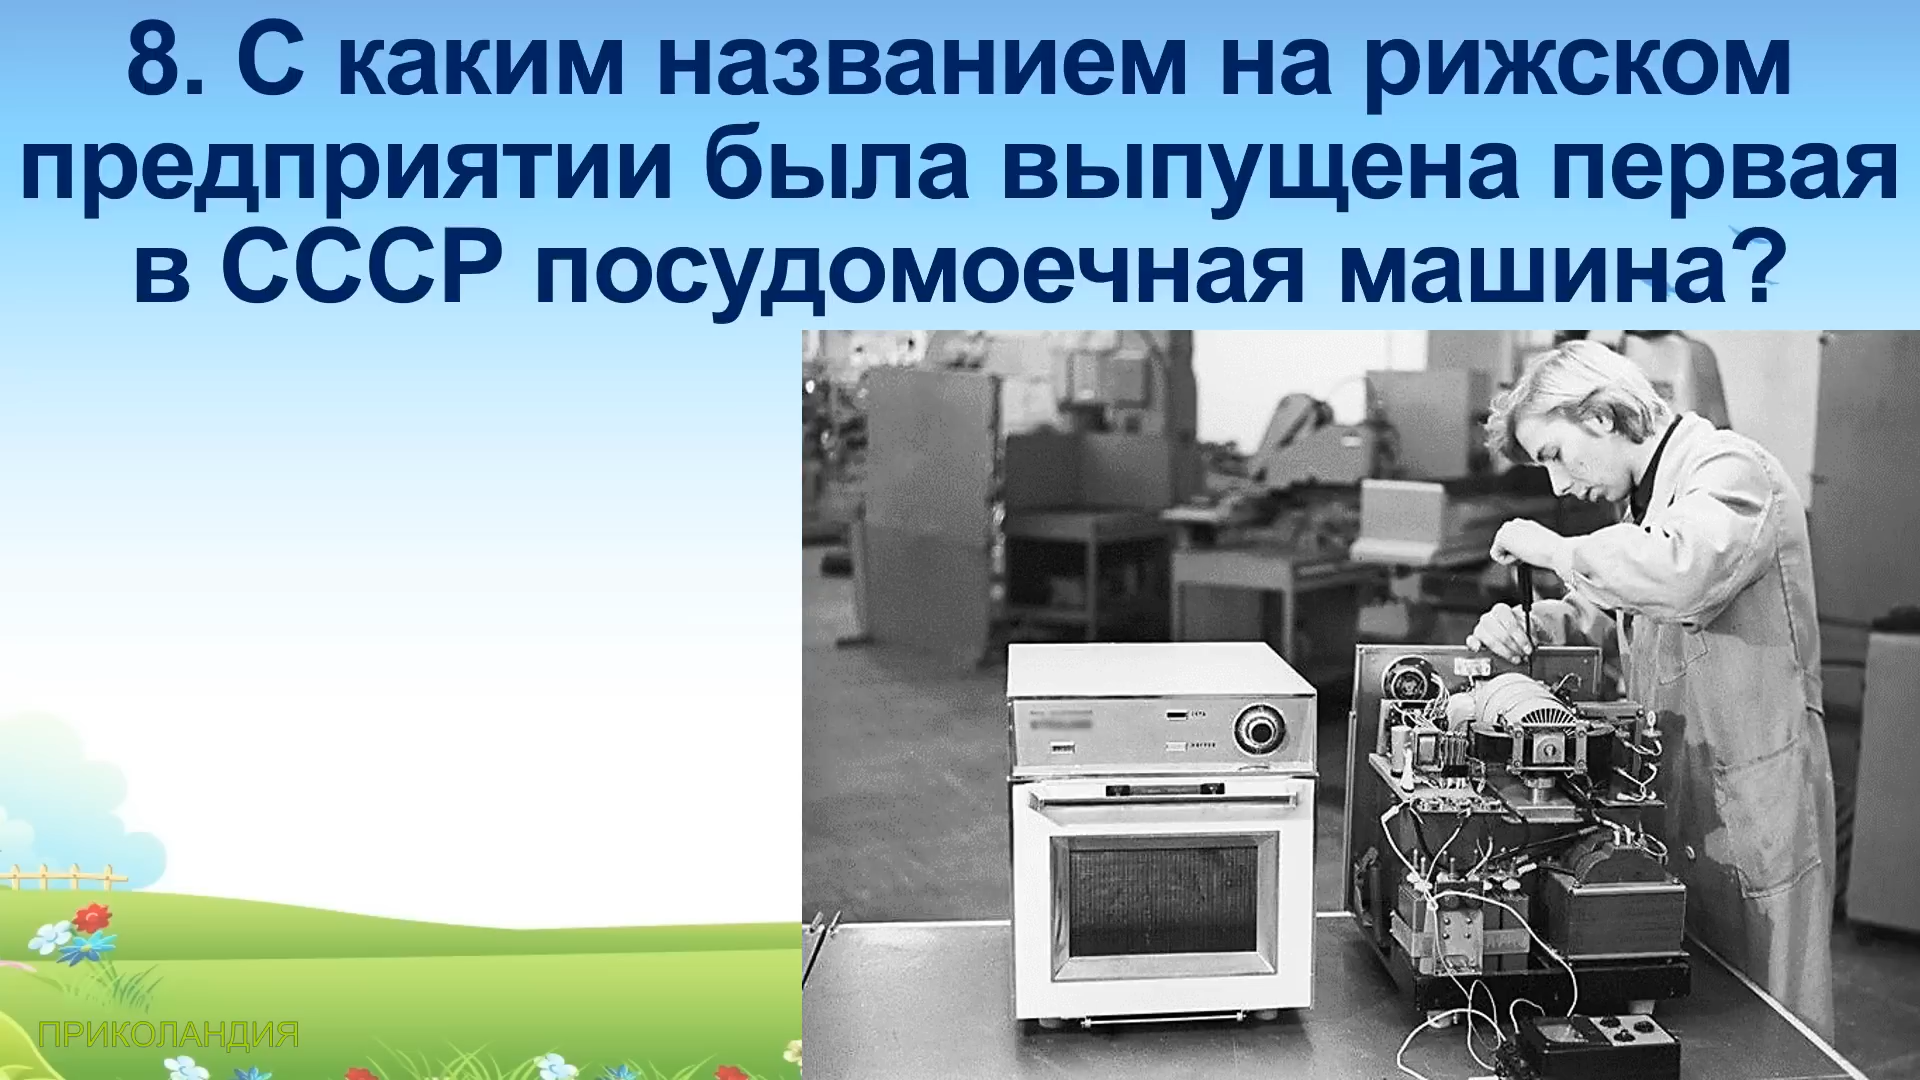 8. С каким названием на рижском
предприятии была выпущена первая
в СССР посудомоечная машина?
ПРИКОЛАНДИЯ